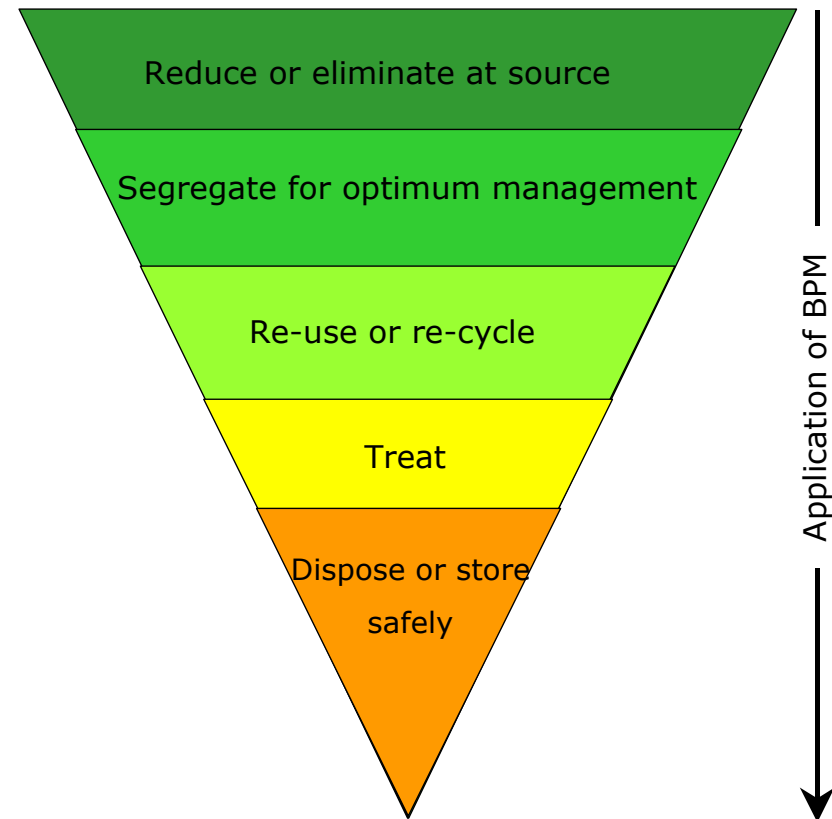 Reduce or eliminate at source
Segregate for optimum management
Re-use or re-cycle
Treat
Dispose or store
safely
Application of BPM